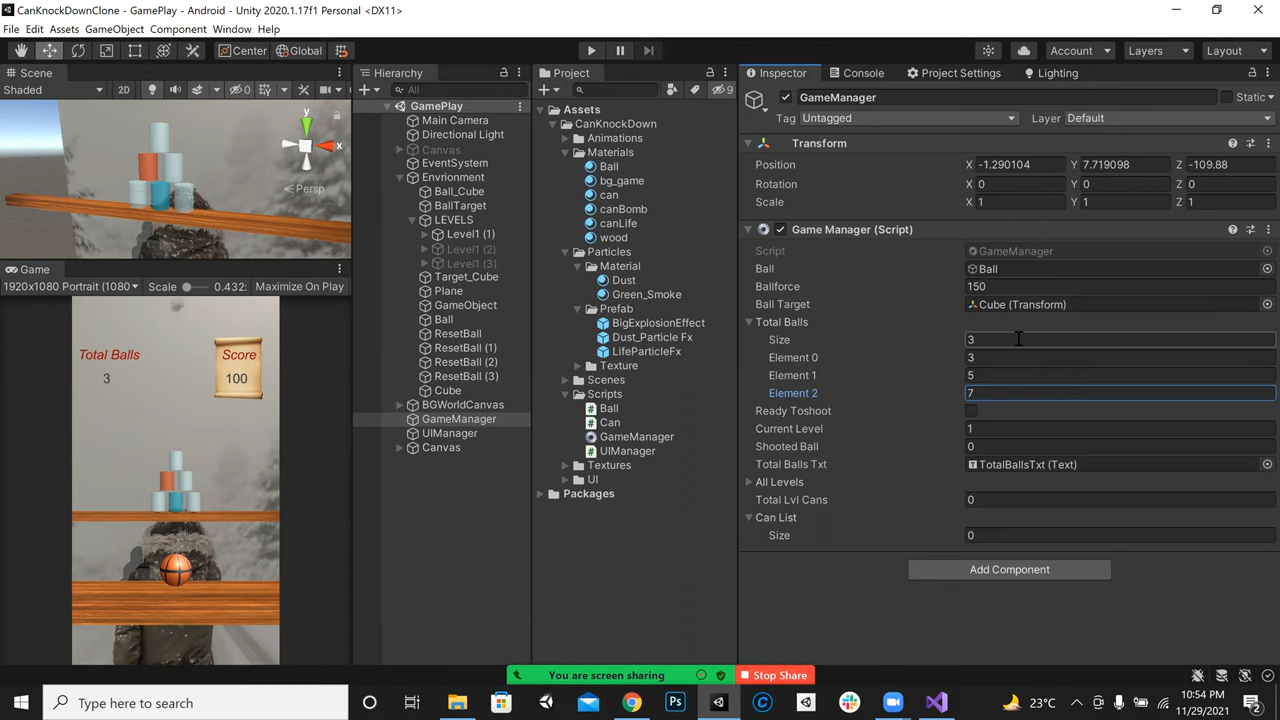 CanKnockDownClone - GamePlay - Android - Unity 2020.1.17f1 Personal <DX11>
File Edit Assets GameObject Component Window Help
Center Global Account Layers Layout
Scene
Shaded 2D 0
y
x
Persp
Game
1920x1080 Portrait (1080 Scale 0.432: Maximize On Play
Total Balls
3
Score
100
Hierarchy
All
GamePlay
Main Camera
Directional Light
Canvas
EventSystem
Envrionment
Ball_Cube
BallTarget
LEVELS
Level1 (1)
Level1 (2)
Level1 (3)
Target_Cube
Plane
GameObject
Ball
ResetBall
ResetBall (1)
ResetBall (2)
ResetBall (3)
Cube
BGWorldCanvas
GameManager
UIManager
Canvas
Project
9
Assets
CanKnockDown
Animations
Materials
Ball
bg_game
can
canBomb
canLife
wood
Particles
Material
Dust
Green_Smoke
Prefab
BigExplosionEffect
Dust_Particle Fx
LifeParticleFx
Texture
Scenes
Scripts
Ball
Can
GameManager
UIManager
Textures
UI
Packages
Inspector Console Project Settings Lighting
GameManager Static
Tag Untagged Layer Default
Transform
Position X -1.290104 Y 7.719098 Z -109.88
Rotation X 0 Y 0 Z 0
Scale X 1 Y 1 Z 1
Game Manager (Script)
Script GameManager
Ball Ball
Ballforce 150
Ball Target Cube (Transform)
Total Balls
Size 3
Element 0 3
Element 1 5
Element 2 7
Ready Toshoot
Current Level 1
Shooted Ball 0
Total Balls Txt TotalBallsTxt (Text)
All Levels
Total Lvl Cans 0
Can List
Size 0
Add Component
You are screen sharing Stop Share
Type here to search
Ps
23°C
10:54 PM
11/29/2021